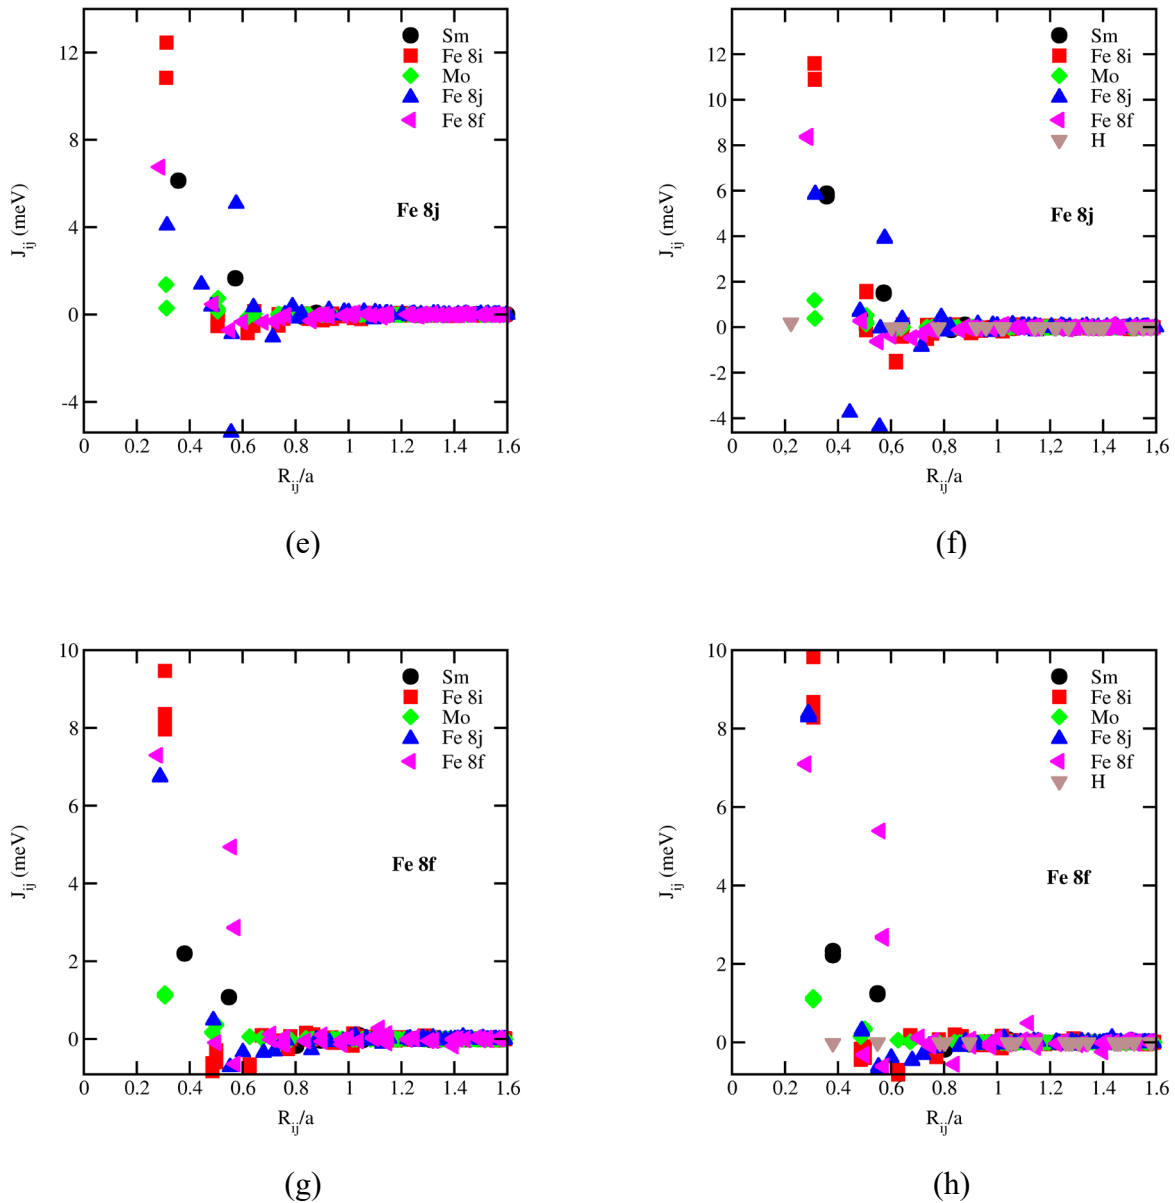 Sm
Fe 8i
Mo
Fe 8j
Fe 8f
Fe 8j
J_ij (meV)
12
8
4
0
-4
0
0.2
0.4
0.6
0.8
1
1.2
1.4
1.6
R_ij/a
(e)
Sm
Fe 8i
Mo
Fe 8j
Fe 8f
H
Fe 8j
J_ij (meV)
12
10
8
6
4
2
0
-2
-4
0
0,2
0,4
0.6
0.8
1
1,2
1,4
1.6
R_ij/a
(f)
Sm
Fe 8i
Mo
Fe 8j
Fe 8f
Fe 8f
J_ij (meV)
10
8
6
4
2
0
0
0.2
0.4
0.6
0.8
1
1.2
1.4
1.6
R_ij/a
(g)
Sm
Fe 8i
Mo
Fe 8j
Fe 8f
H
Fe 8f
J_ij (meV)
10
8
6
4
2
0
0
0.2
0.4
0.6
0.8
1
1.2
1.4
1.6
R_ij/a
(h)